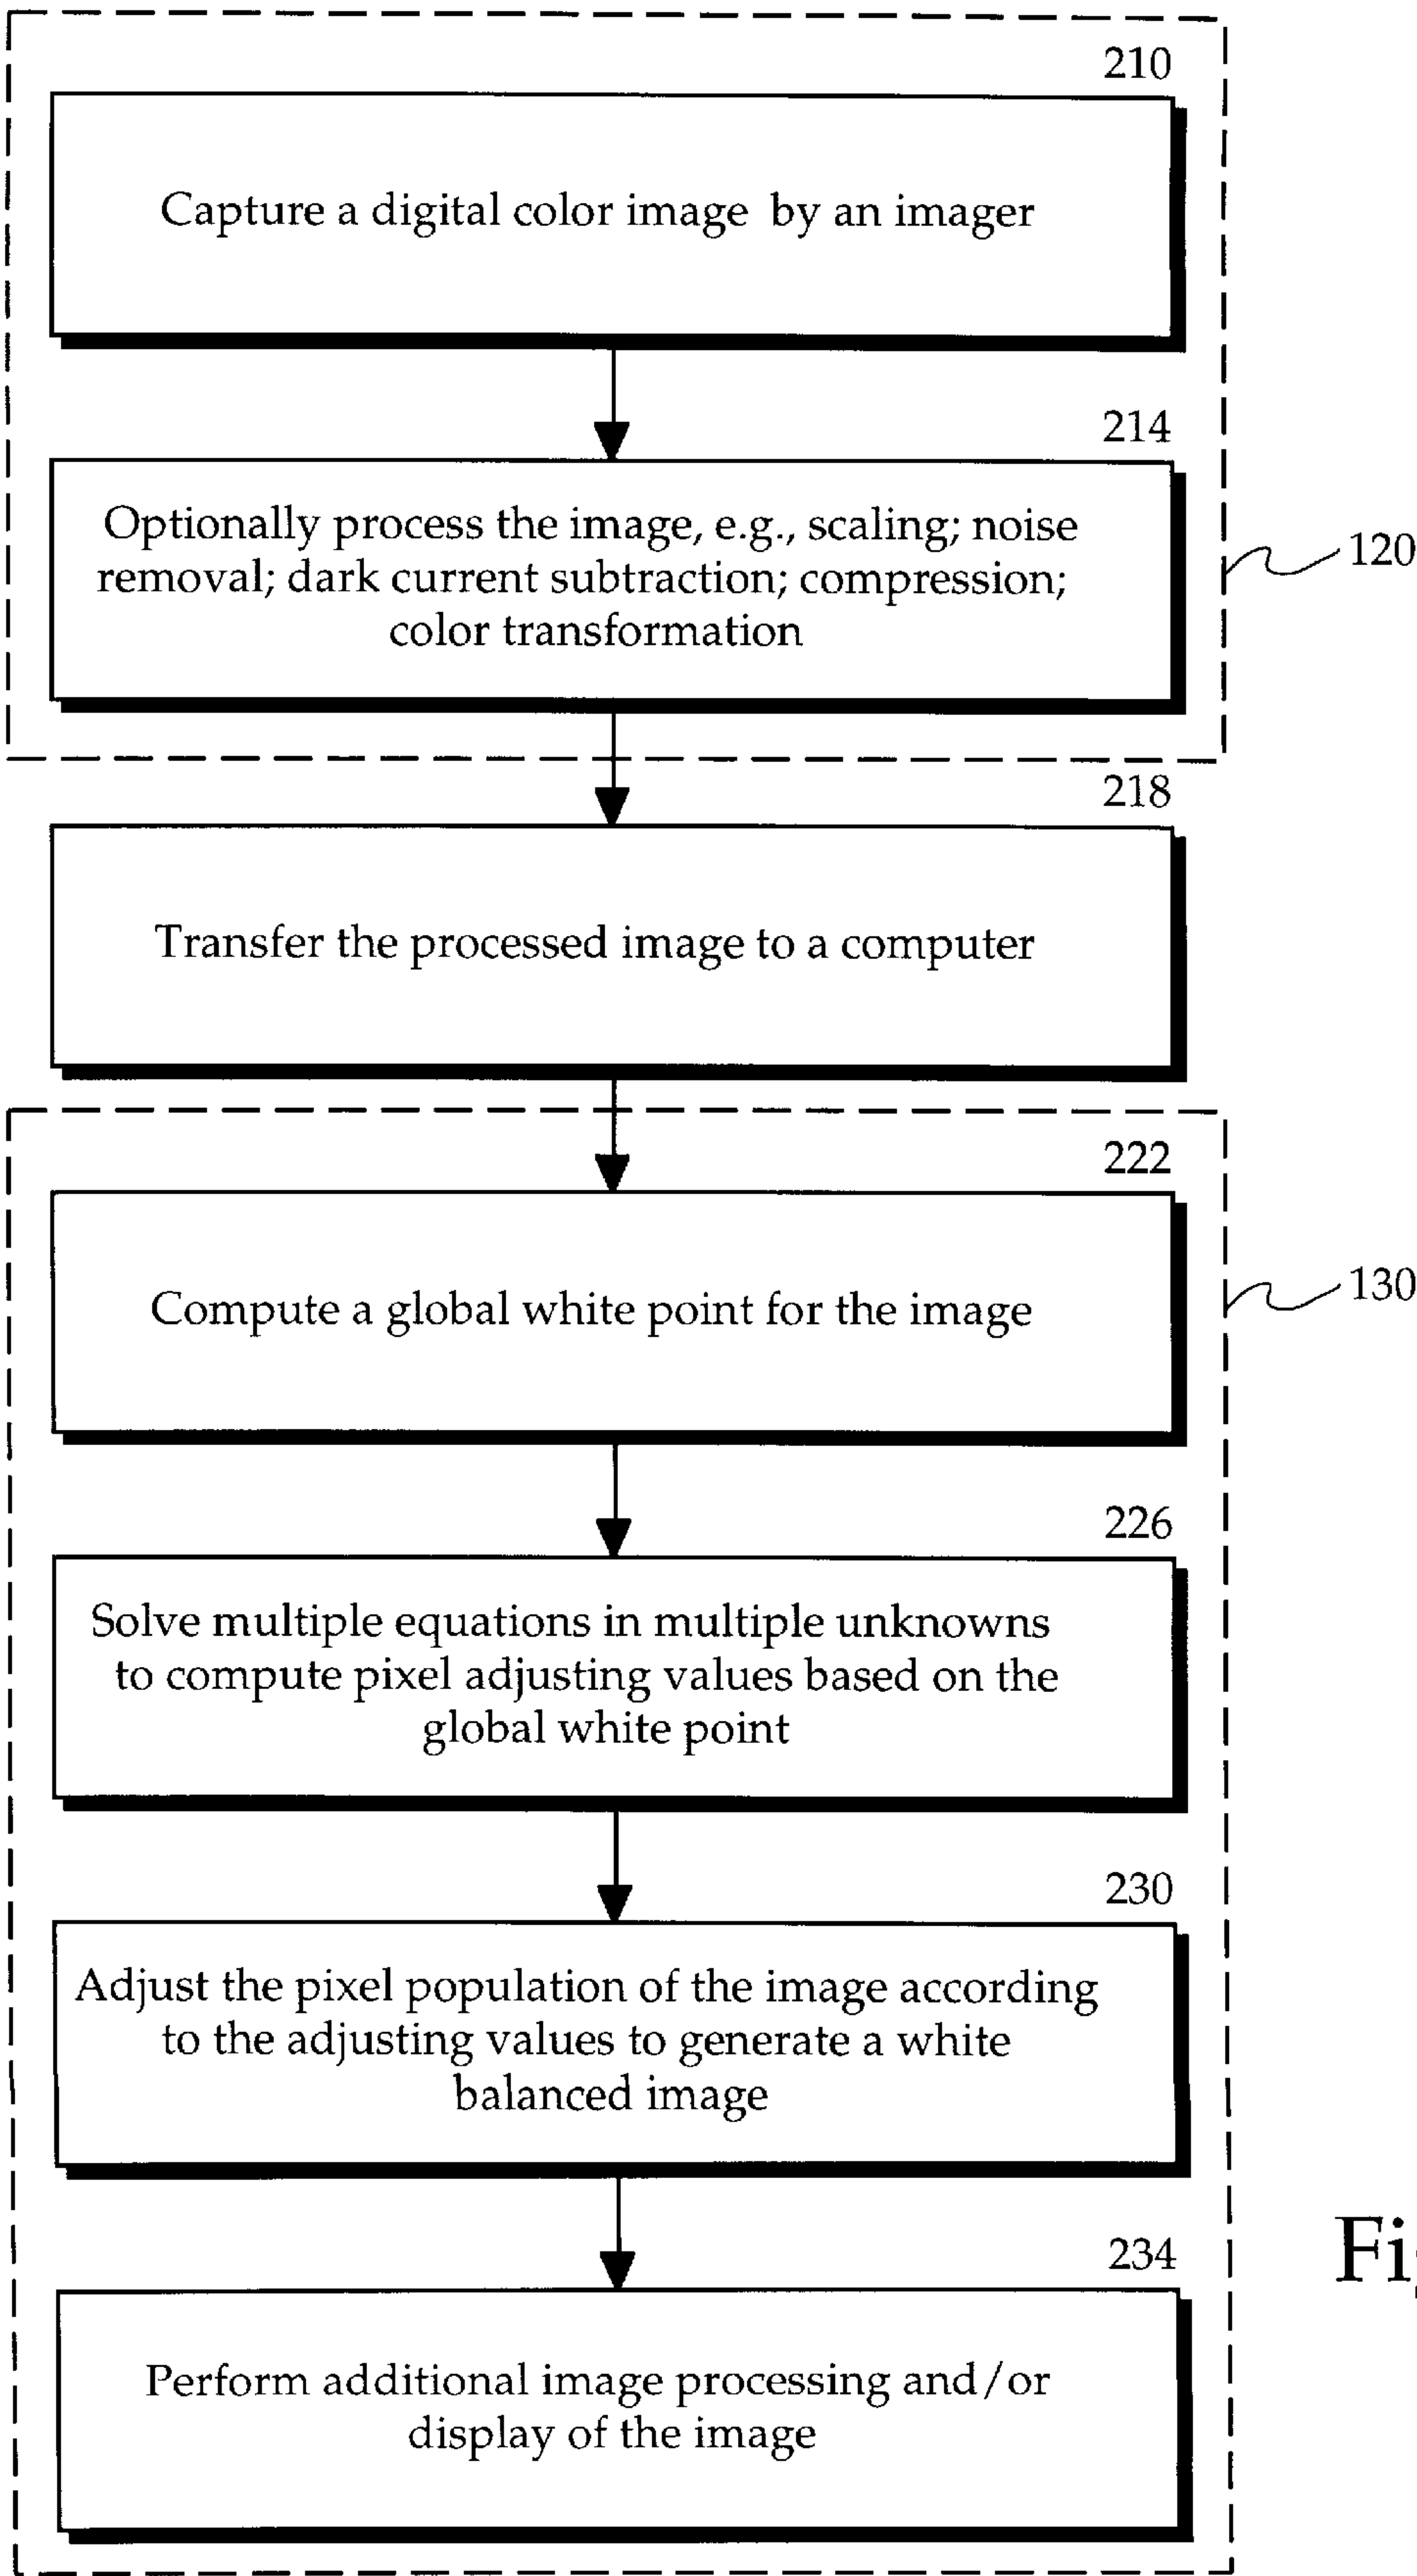 210
Capture a digital color image by an imager
214
Optionally process the image, e.g., scaling; noise
removal; dark current subtraction; compression;
color transformation
120
218
Transfer the processed image to a computer
222
Compute a global white point for the image
130
226
Solve multiple equations in multiple unknowns
to compute pixel adjusting values based on the
global white point
230
Adjust the pixel population of the image according
to the adjusting values to generate a white
balanced image
234
Perform additional image processing and/or
display of the image